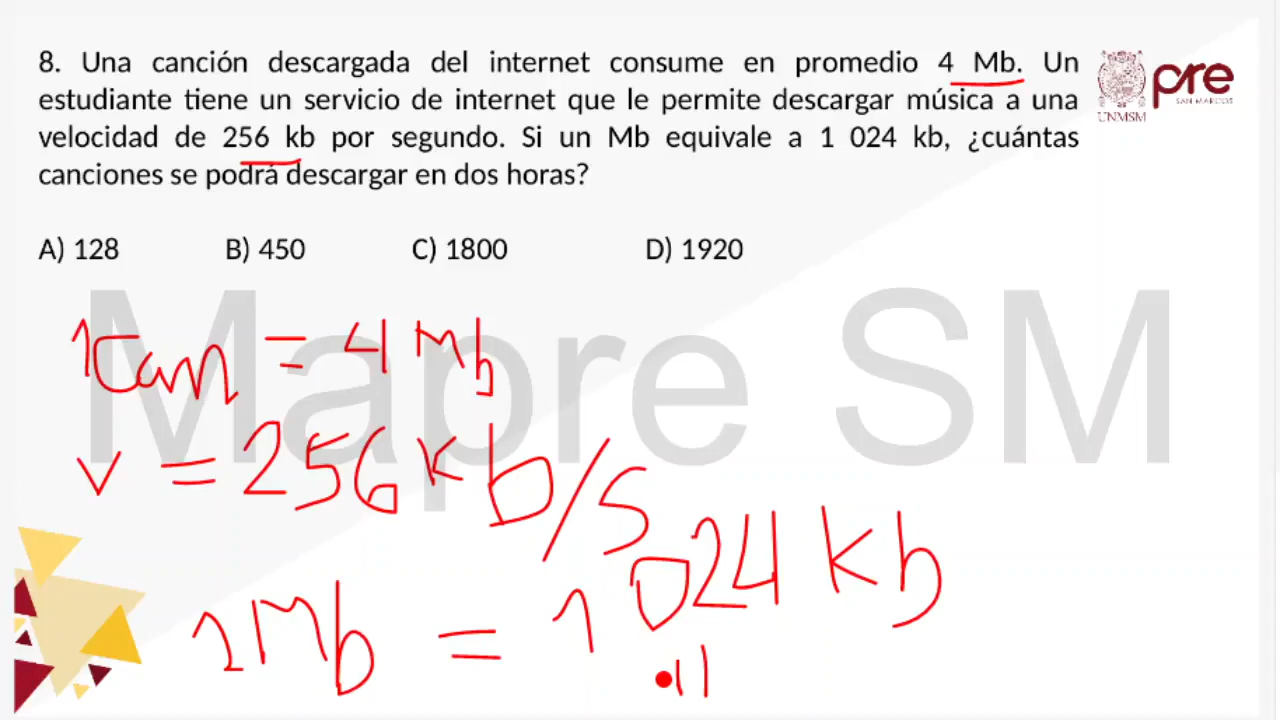 8. Una canción descargada del internet consume en promedio 4 Mb. Un
estudiante tiene un servicio de internet que le permite descargar música a una
velocidad de 256 kb por segundo. Si un Mb equivale a 1 024 kb, ¿cuántas
canciones se podrá descargar en dos horas?
pre
SAN MARCOS
UNMSM
A) 128 B) 450 C) 1800 D) 1920
Mapre SM
1can = 4 Mb
v = 256 kb/s
1Mb = 1024 kb